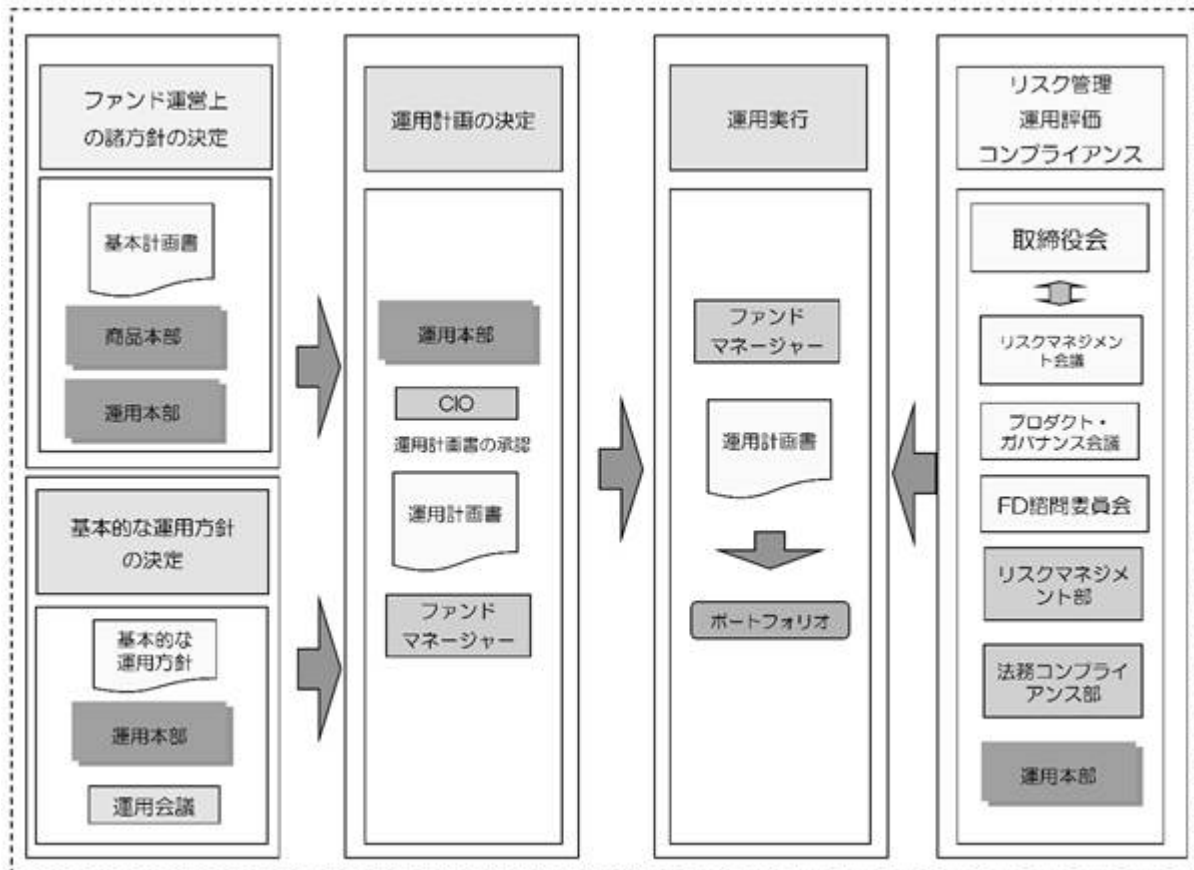 ファンド運営上
の諸方針の決定
基本計画書
商品本部
運用本部
基本的な運用方針
の決定
基本的な
運用方針
運用本部
運用会議
運用計画の決定
運用本部
CIO
運用計画書の承認
運用計画書
ファンド
マネージャー
運用実行
ファンド
マネージャー
運用計画書
ポートフォリオ
リスク管理
運用評価
コンプライアンス
取締役会
リスクマネジメン
ト会議
プロダクト・
ガバナンス会議
FD諮問委員会
リスクマネジメ
ント部
法務コンプライ
アンス部
運用本部